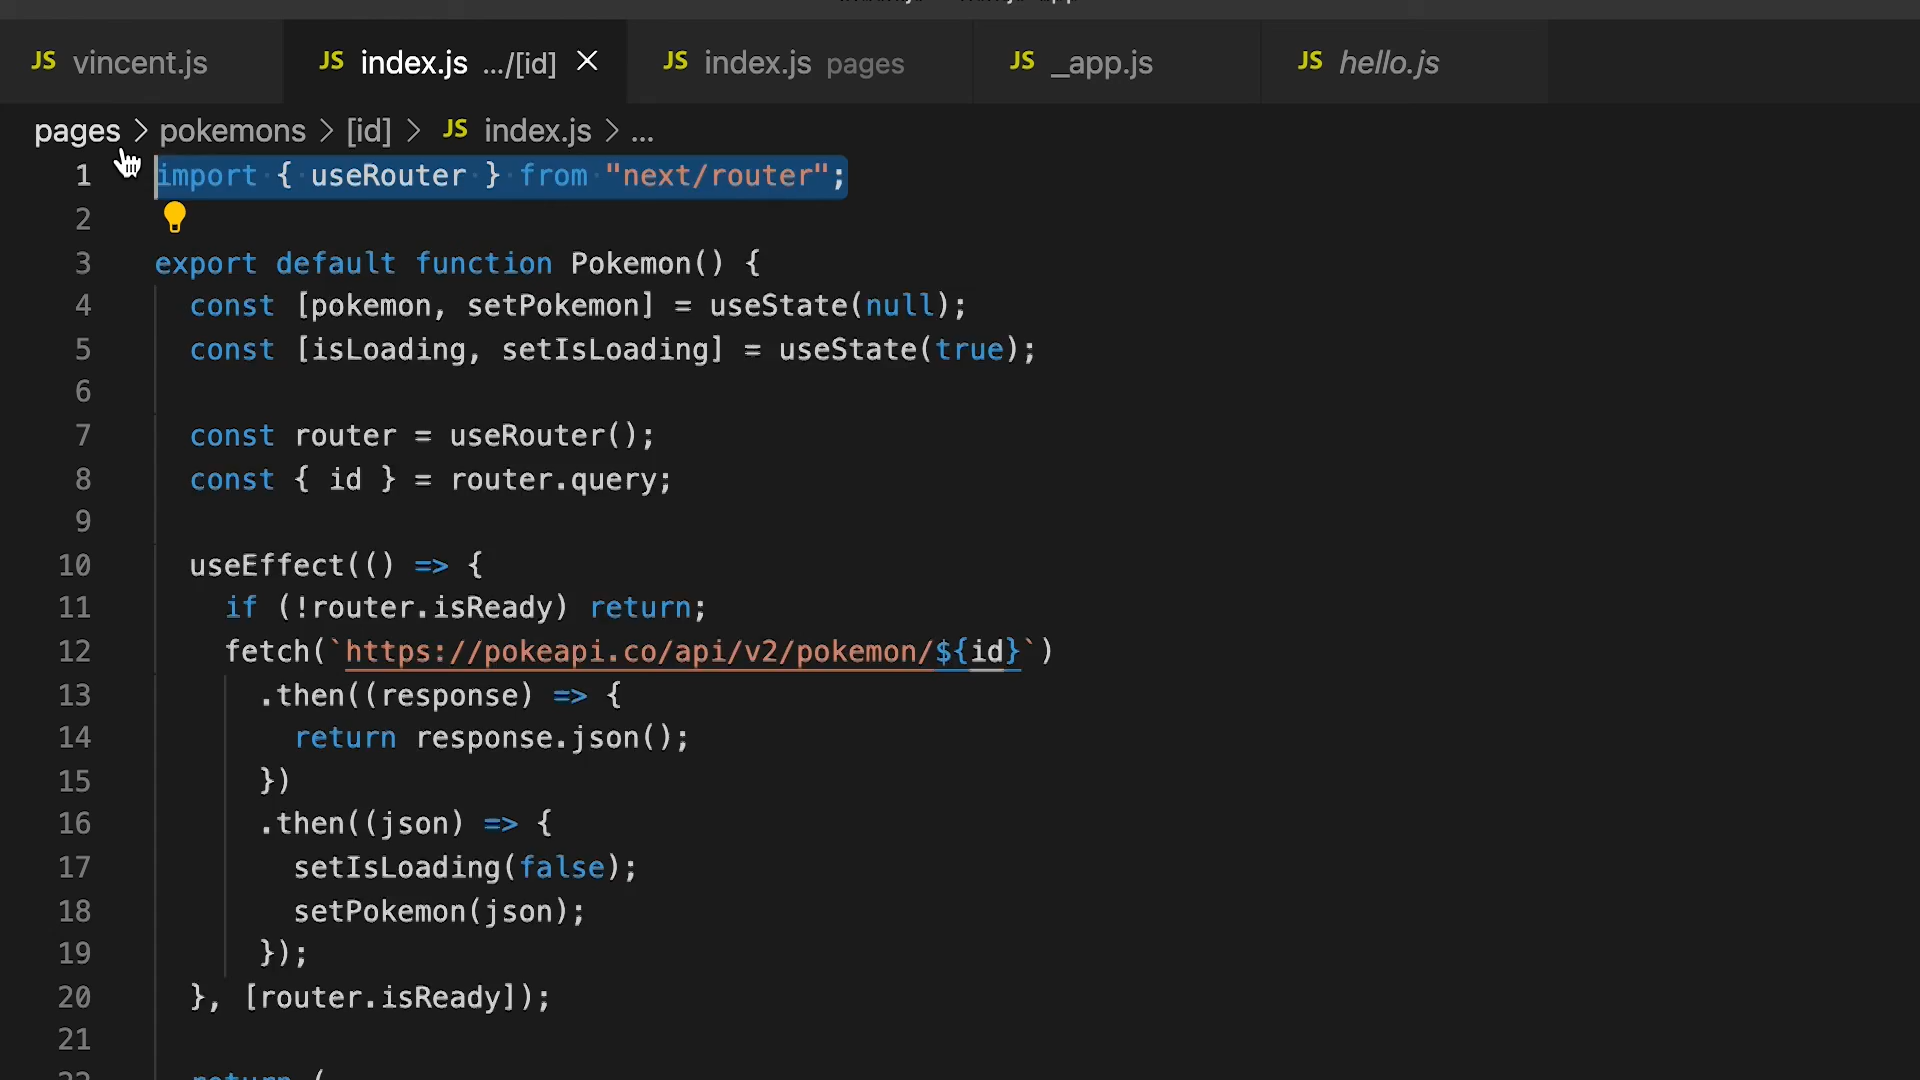 JS vincent.js JS index.js .../[id] JS index.js pages JS _app.js JS hello.js
pages > pokemons > [id] > JS index.js > ...
1 import { useRouter } from "next/router";
2
3 export default function Pokemon() {
4 const [pokemon, setPokemon] = useState(null);
5 const [isLoading, setIsLoading] = useState(true);
6
7 const router = useRouter();
8 const { id } = router.query;
9
10 useEffect(() => {
11 if (!router.isReady) return;
12 fetch(`https://pokeapi.co/api/v2/pokemon/${id}`)
13 .then((response) => {
14 return response.json();
15 })
16 .then((json) => {
17 setIsLoading(false);
18 setPokemon(json);
19 });
20 }, [router.isReady]);
21
22 return (